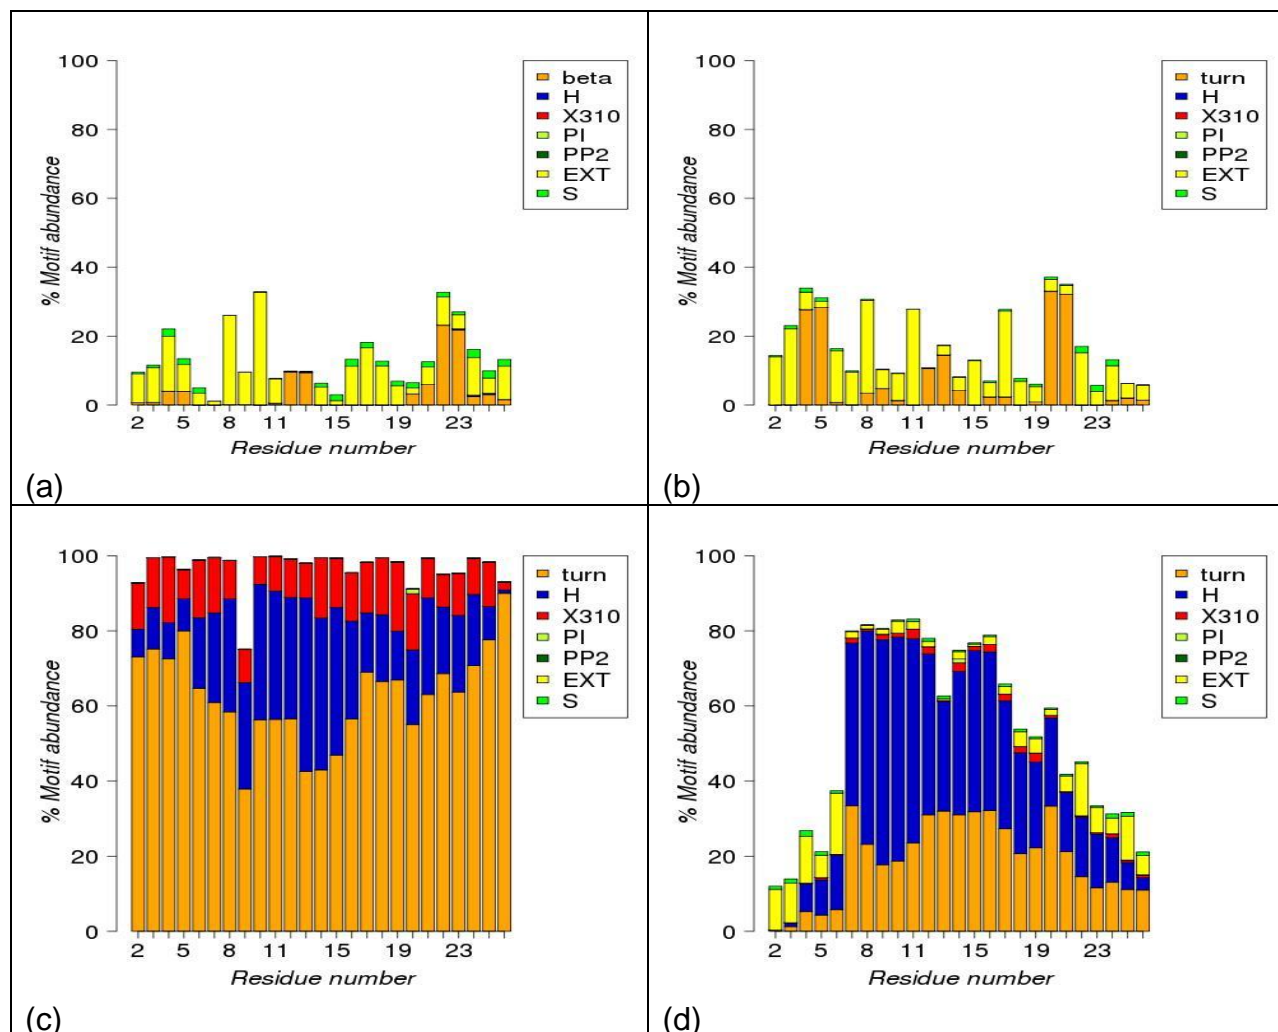 100
80
60
40
20
0
% Motif abundance
2 5 8 11 15 19 23
Residue number
beta
H
X310
PI
PP2
EXT
S
(a)
100
80
60
40
20
0
% Motif abundance
2 5 8 11 15 19 23
Residue number
turn
H
X310
PI
PP2
EXT
S
(b)
100
80
60
40
20
0
% Motif abundance
2 5 8 11 15 19 23
Residue number
turn
H
X310
PI
PP2
EXT
S
(c)
100
80
60
40
20
0
% Motif abundance
2 5 8 11 15 19 23
Residue number
turn
H
X310
PI
PP2
EXT
S
(d)